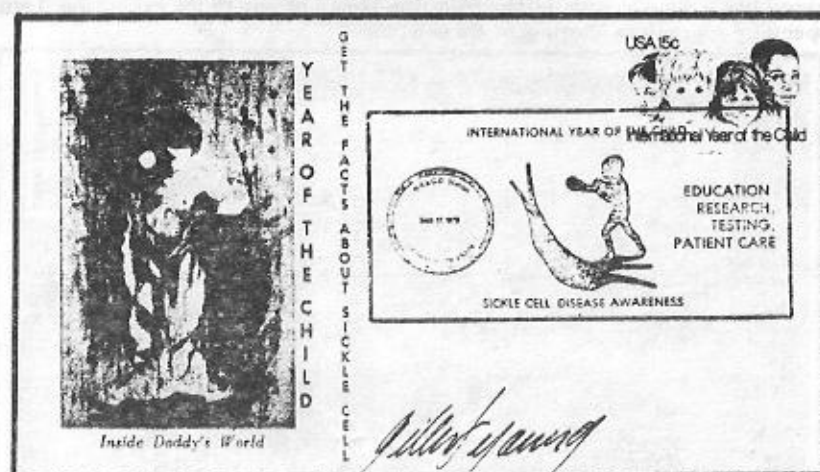 YEAR OF THE CHILD
Inside Daddy's World
GET THE FACTS ABOUT SICKLE CELL
USA 15c
International Year of the Child
INTERNATIONAL YEAR OF
EDUCATION
RESEARCH,
TESTING,
PATIENT CARE
SICKLE CELL DISEASE AWARENESS
Young